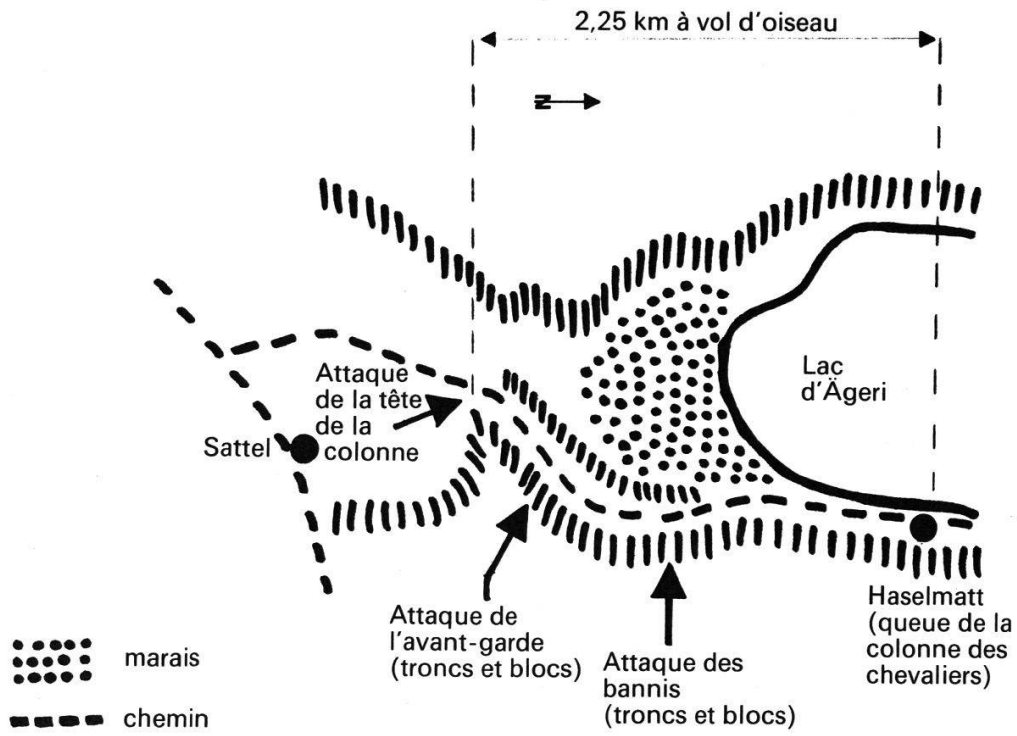 2,25 km à vol d'oiseau
N
Lac
d'Ägeri
Attaque
de la tête
de la
colonne
Sattel
Attaque de
l'avant-garde
(troncs et blocs)
Attaque des
bannis
(troncs et blocs)
Haselmatt
(queue de la
colonne des
chevaliers)
marais
chemin